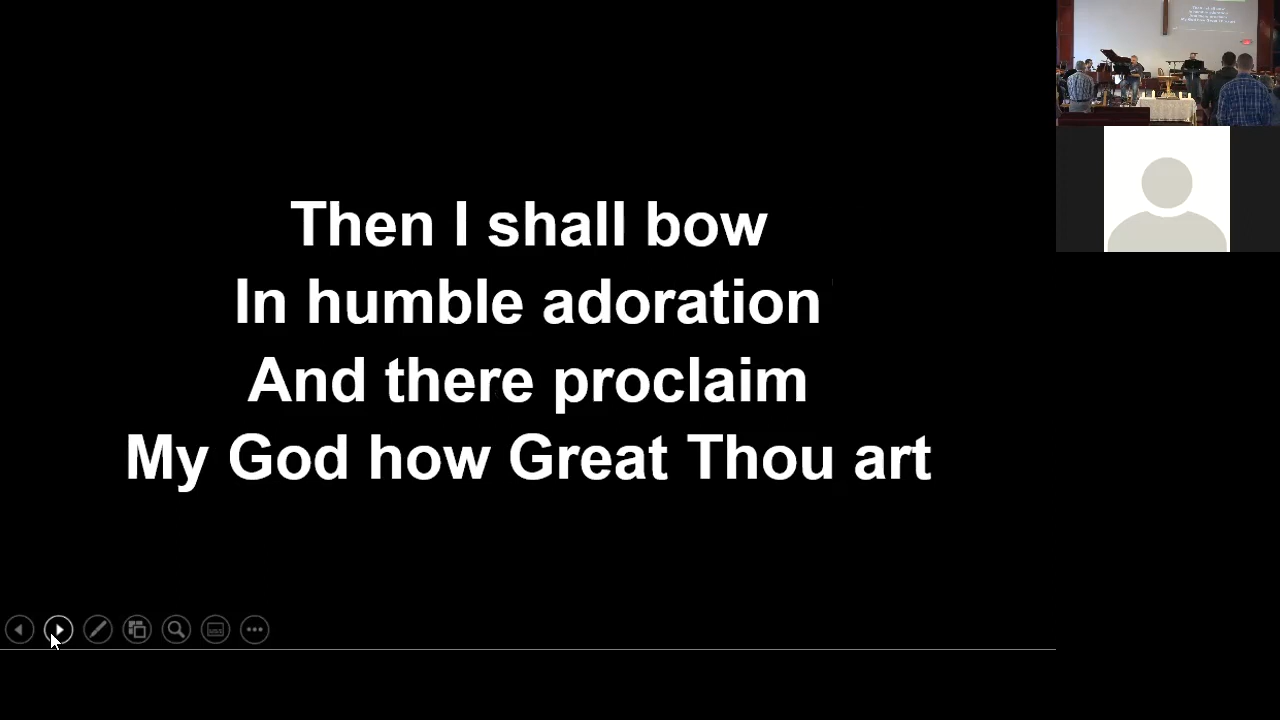 Then I shall bow
In humble adoration
And there proclaim
My God how Great Thou art